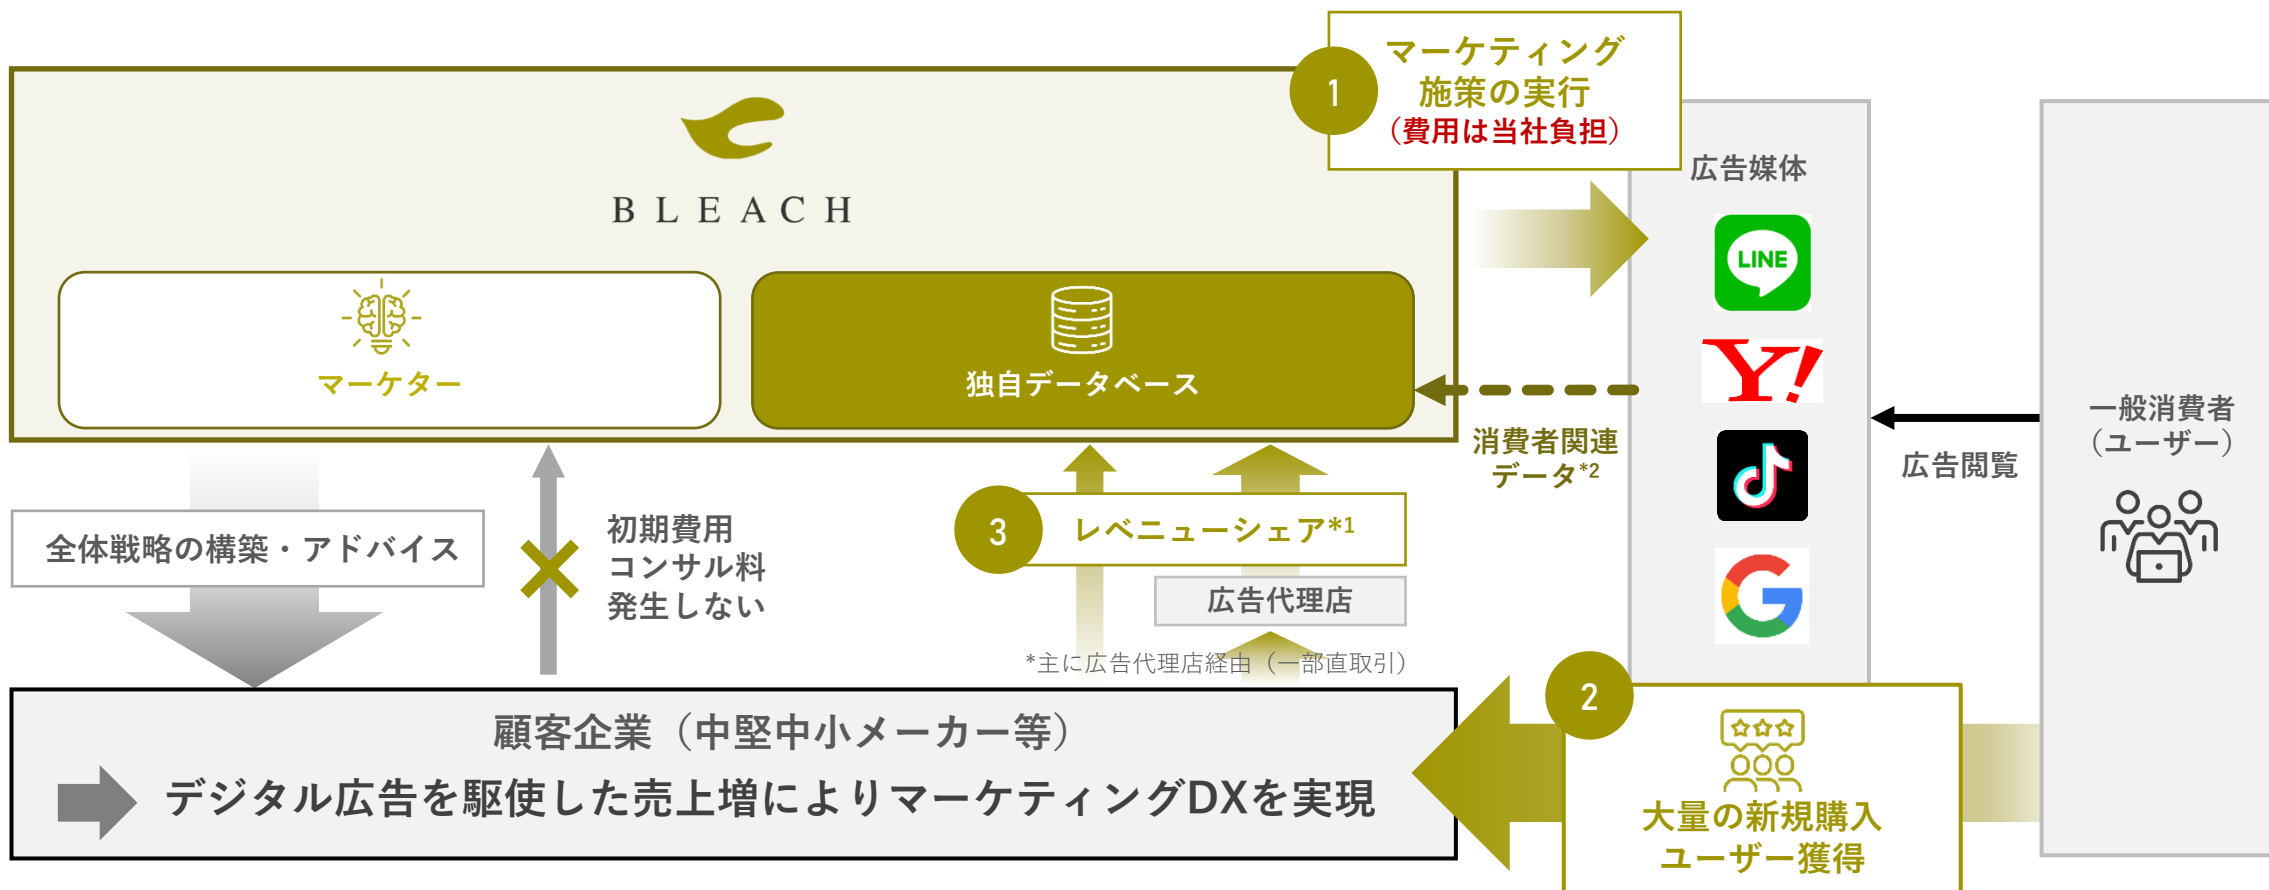 1
マーケティング
施策の実行
（費用は当社負担）
BLEACH
マーケター
独自データベース
広告媒体
LINE
Y!
G
消費者関連
データ*2
広告閲覧
一般消費者
（ユーザー）
全体戦略の構築・アドバイス
初期費用
コンサル料
発生しない
3
レベニューシェア*1
広告代理店
*主に広告代理店経由（一部直取引）
2
大量の新規購入
ユーザー獲得
顧客企業（中堅中小メーカー等）
デジタル広告を駆使した売上増によりマーケティングDXを実現